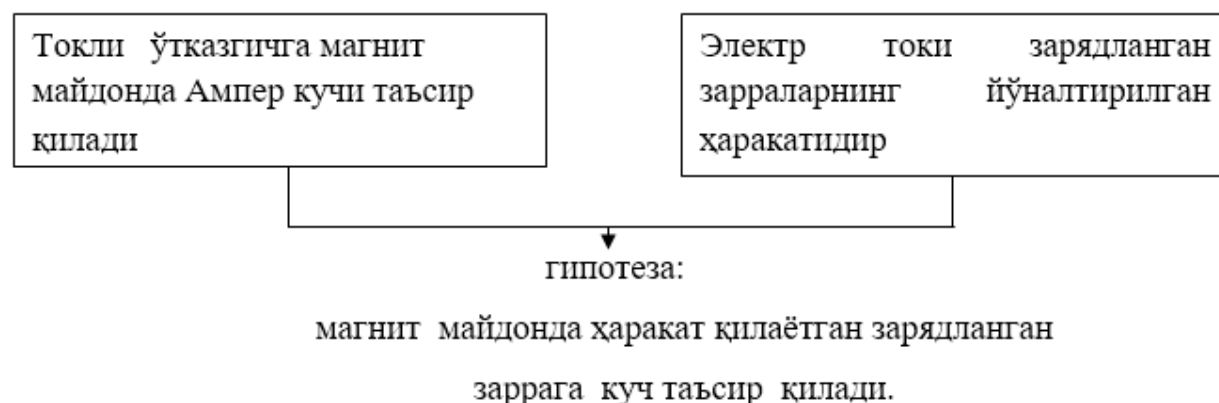 Токли ўтказгичга магнит
майдонда Ампер кучи таъсир
қилади
Электр токи зарядланган
зарраларнинг йўналтирилган
ҳаракатидир
гипотеза:
магнит майдонда ҳаракат қилаётган зарядланган
заррага куч таъсир қилади.